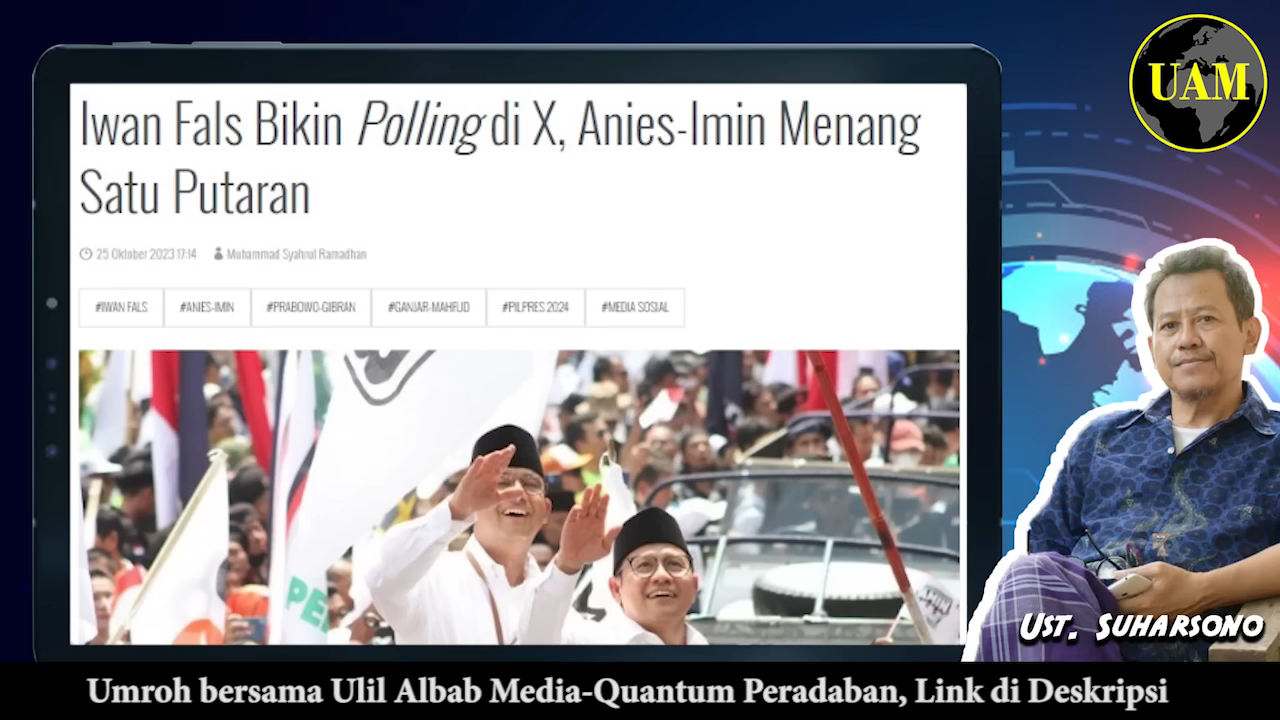 Iwan Fals Bikin Polling di X, Anies-Imin Menang
Satu Putaran
25 Oktober 2023 17:14 Muhammad Syahrul Ramadhan
#IWAN FALS #ANIES-IMIN #PRABOWO-GIBRAN #GANJAR-MAHFUD #PILPRES 2024 #MEDIA SOSIAL
UAM
UST. SUHARSONO
Umroh bersama Ulil Albab Media-Quantum Peradaban, Link di Deskripsi